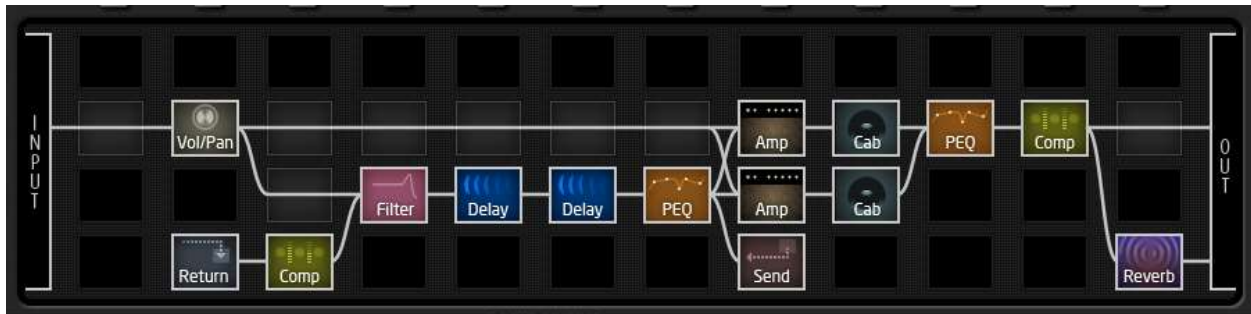 INPUT
Vol/Pan
Amp
Cab
PEQ
Comp
OUT
Filter
Delay
Delay
PEQ
Amp
Cab
Return
Comp
Send
Reverb